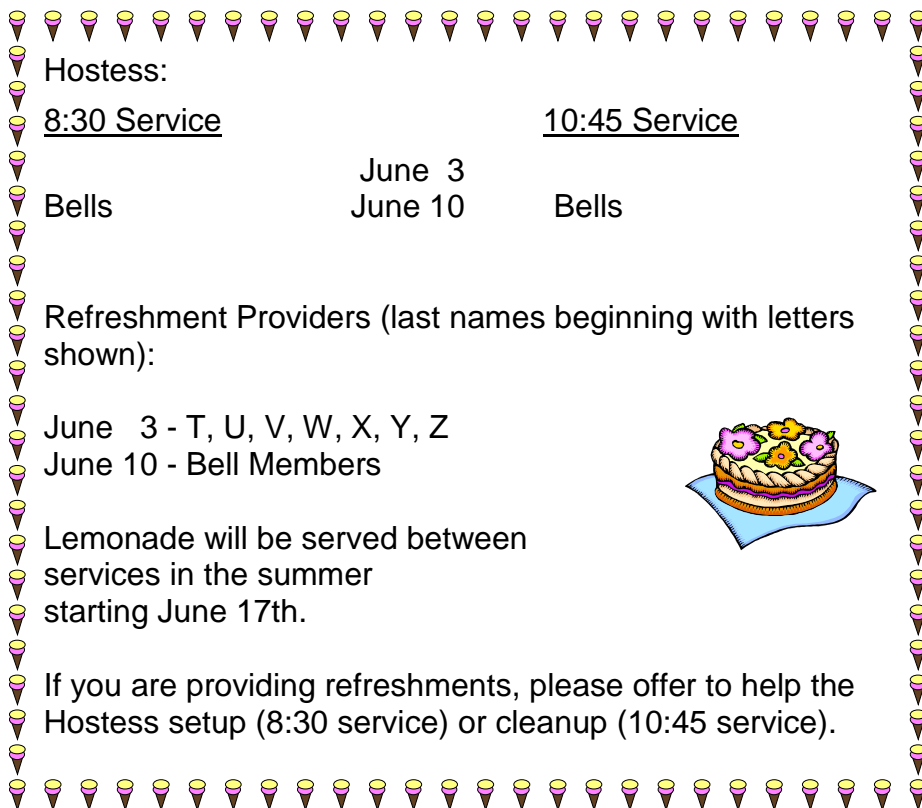 Hostess:
8:30 Service 10:45 Service
June 3
Bells June 10 Bells
Refreshment Providers (last names beginning with letters
shown):
June 3 - T, U, V, W, X, Y, Z
June 10 - Bell Members
Lemonade will be served between
services in the summer
starting June 17th.
If you are providing refreshments, please offer to help the
Hostess setup (8:30 service) or cleanup (10:45 service).